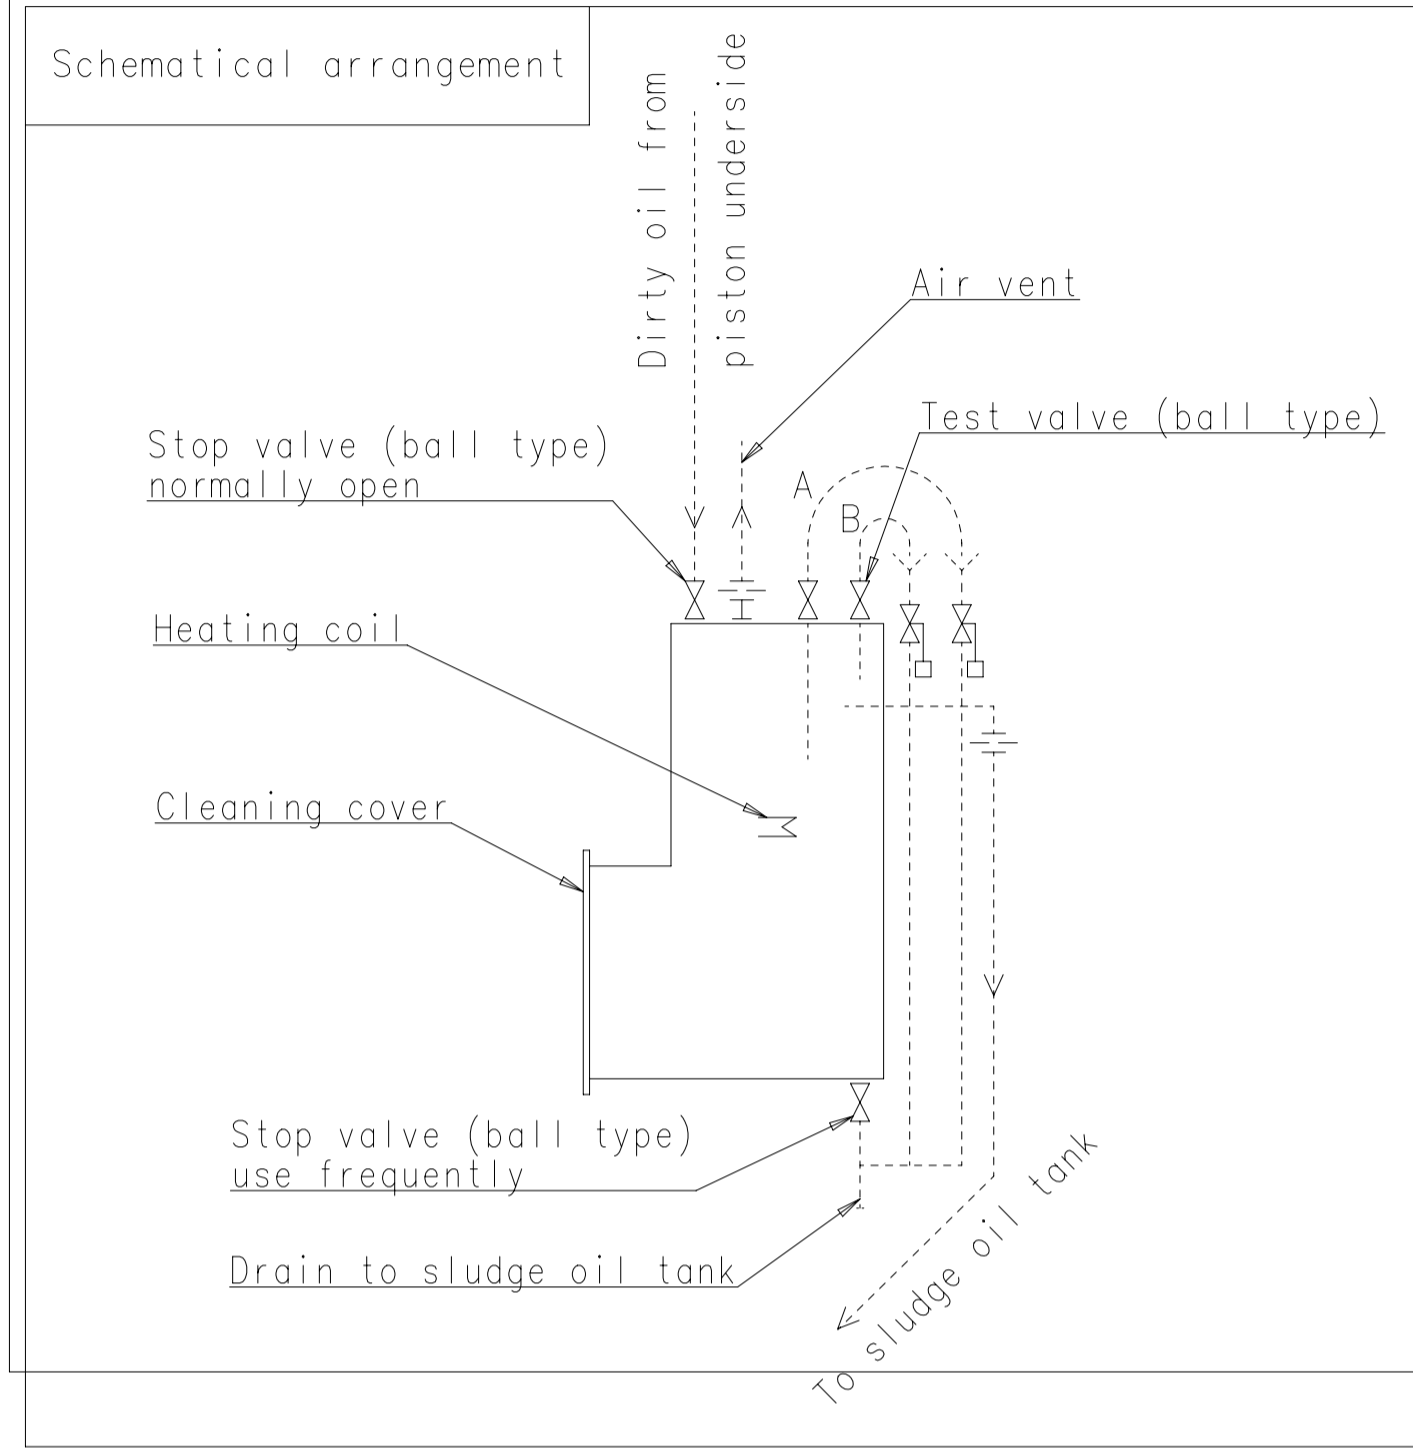 Schematical arrangement
Dirty oil from
piston underside
Air vent
Test valve (ball type)
Stop valve (ball type)
normally open
A
B
Heating coil
Cleaning cover
Stop valve (ball type)
use frequently
Drain to sludge oil tank
To sludge oil tank